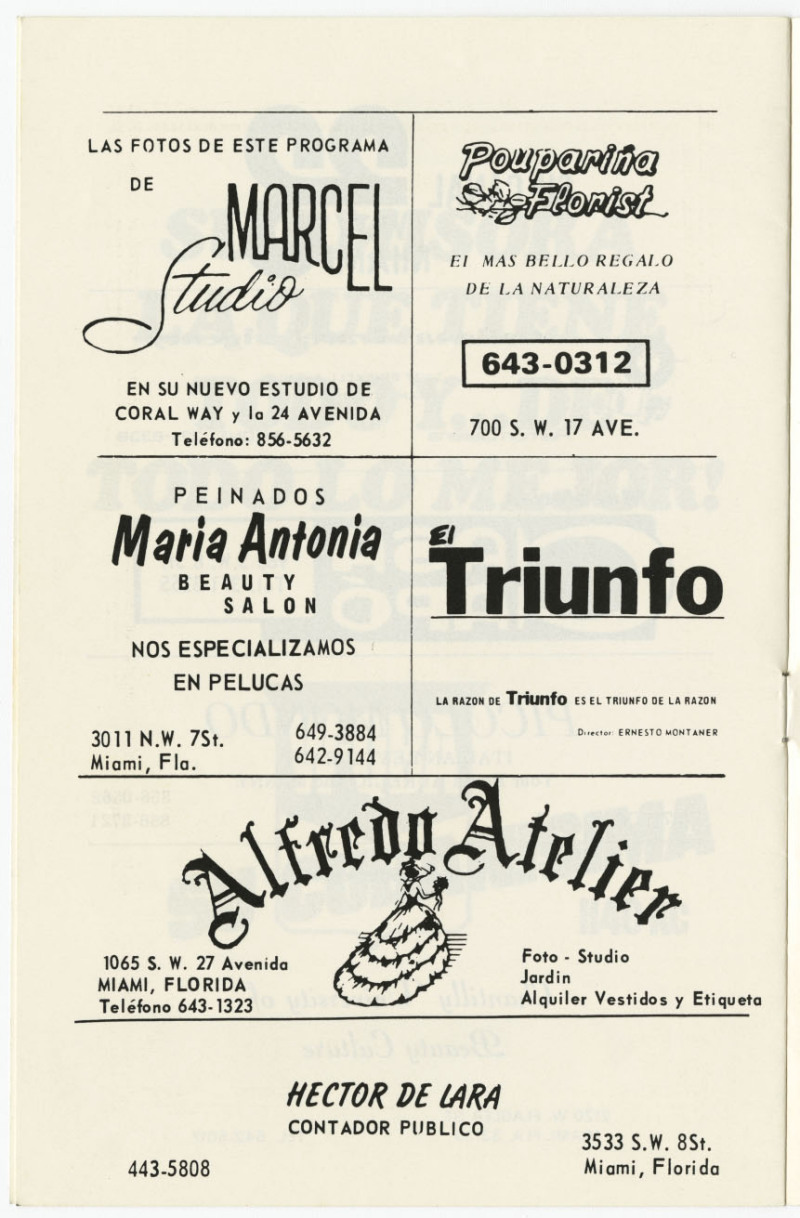 LAS FOTOS DE ESTE PROGRAMA
DE
MARCEL
Studio
EN SU NUEVO ESTUDIO DE
CORAL WAY y la 24 AVENIDA
Teléfono: 856-5632
Poupariña
Florist
El MAS BELLO REGALO
DE LA NATURALEZA
643-0312
700 S. W. 17 AVE.
PEINADOS
Maria Antonia
BEAUTY
SALON
NOS ESPECIALIZAMOS
EN PELUCAS
3011 N.W. 7St.
Miami, Fla.
649-3884
642-9144
El
Triunfo
LA RAZON DE Triunfo ES EL TRIUNFO DE LA RAZON
Director: ERNESTO MONTANER
Alfredo Atelier
1065 S. W. 27 Avenida
MIAMI, FLORIDA
Teléfono 643-1323
Foto - Studio
Jardin
Alquiler Vestidos y Etiqueta
HECTOR DE LARA
CONTADOR PUBLICO
443-5808
3533 S.W. 8St.
Miami, Florida